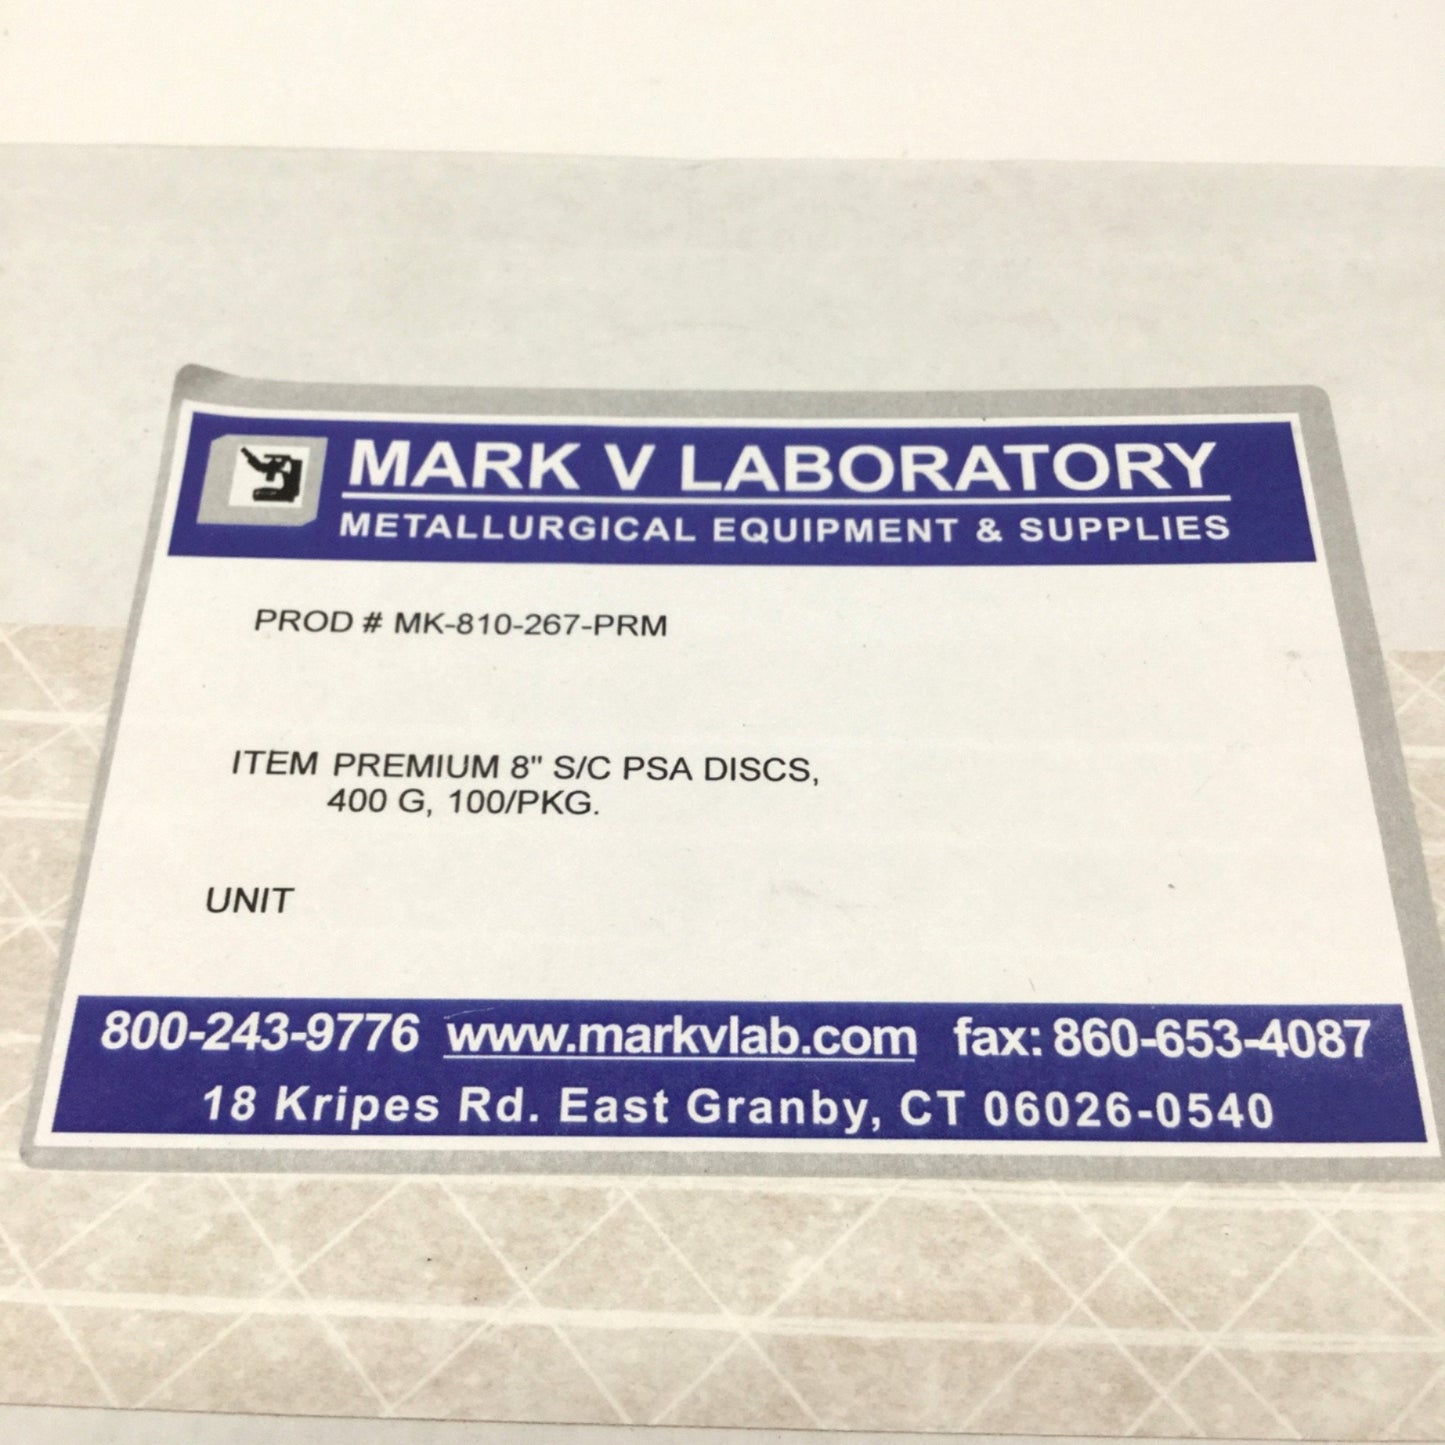 MARK V LABORATORY
METALLURGICAL EQUIPMENT & SUPPLIES
PROD # MK-810-267-PRM
ITEM PREMIUM 8" S/C PSA DISCS,
400 G, 100/PKG.
UNIT
800-243-9776 www.markvlab.com fax: 860-653-4087
18 Kripes Rd. East Granby, CT 06026-0540